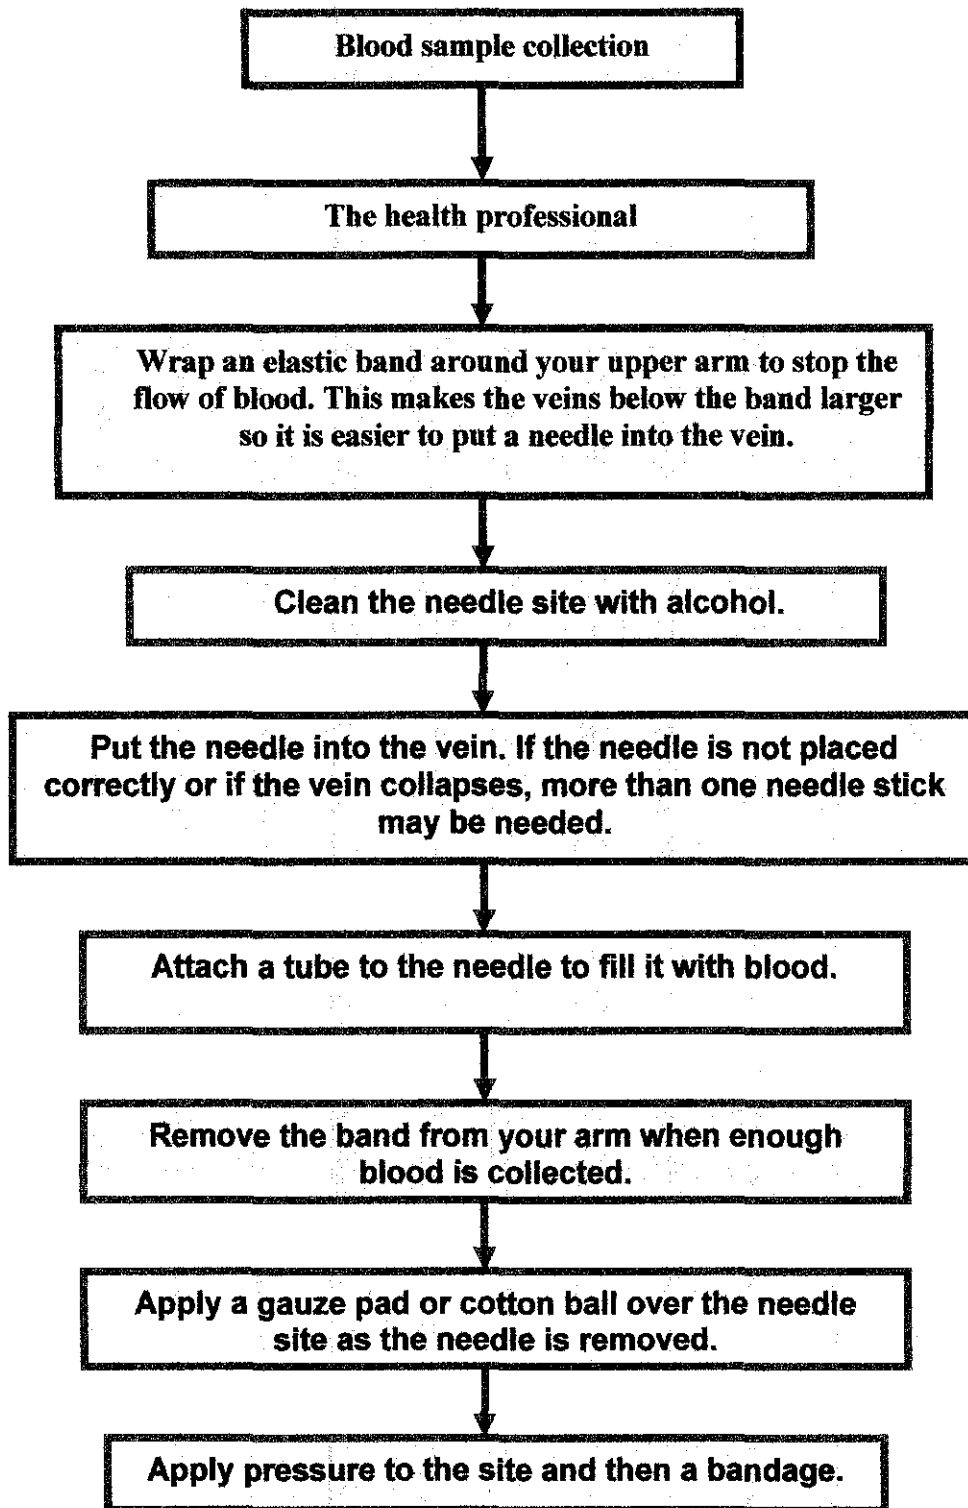 Blood sample collection
The health professional
Wrap an elastic band around your upper arm to stop the
flow of blood. This makes the veins below the band larger
so it is easier to put a needle into the vein.
Clean the needle site with alcohol.
Put the needle into the vein. If the needle is not placed
correctly or if the vein collapses, more than one needle stick
may be needed.
Attach a tube to the needle to fill it with blood.
Remove the band from your arm when enough
blood is collected.
Apply a gauze pad or cotton ball over the needle
site as the needle is removed.
Apply pressure to the site and then a bandage.